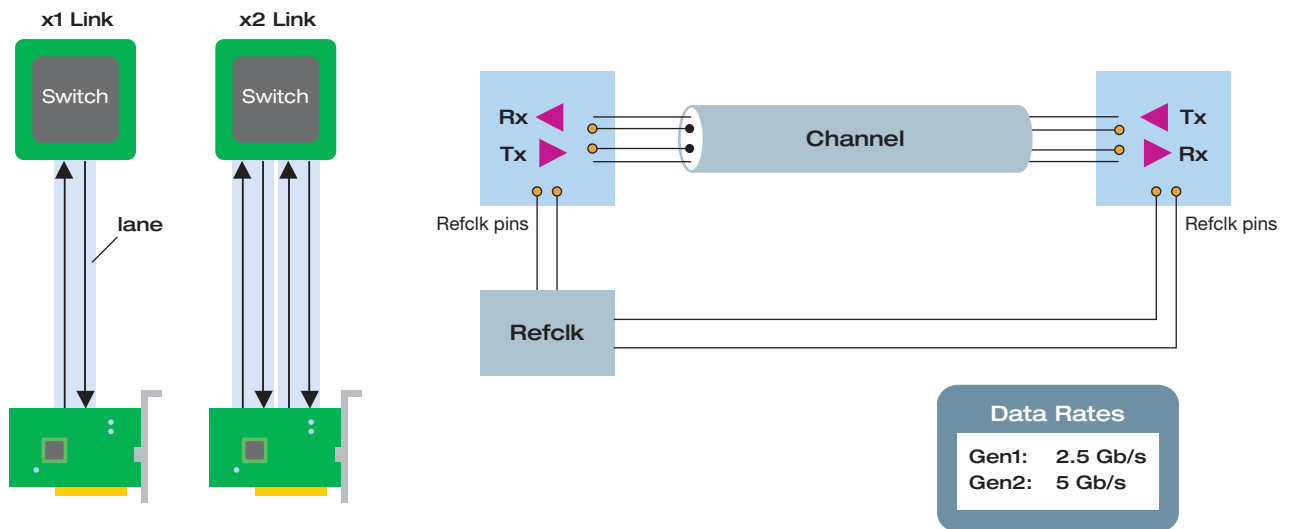 x1 Link
x2 Link
Switch
Switch
lane
Rx
Tx
Channel
Tx
Rx
Refclk pins
Refclk pins
Refclk
Data Rates
Gen1: 2.5 Gb/s
Gen2: 5 Gb/s